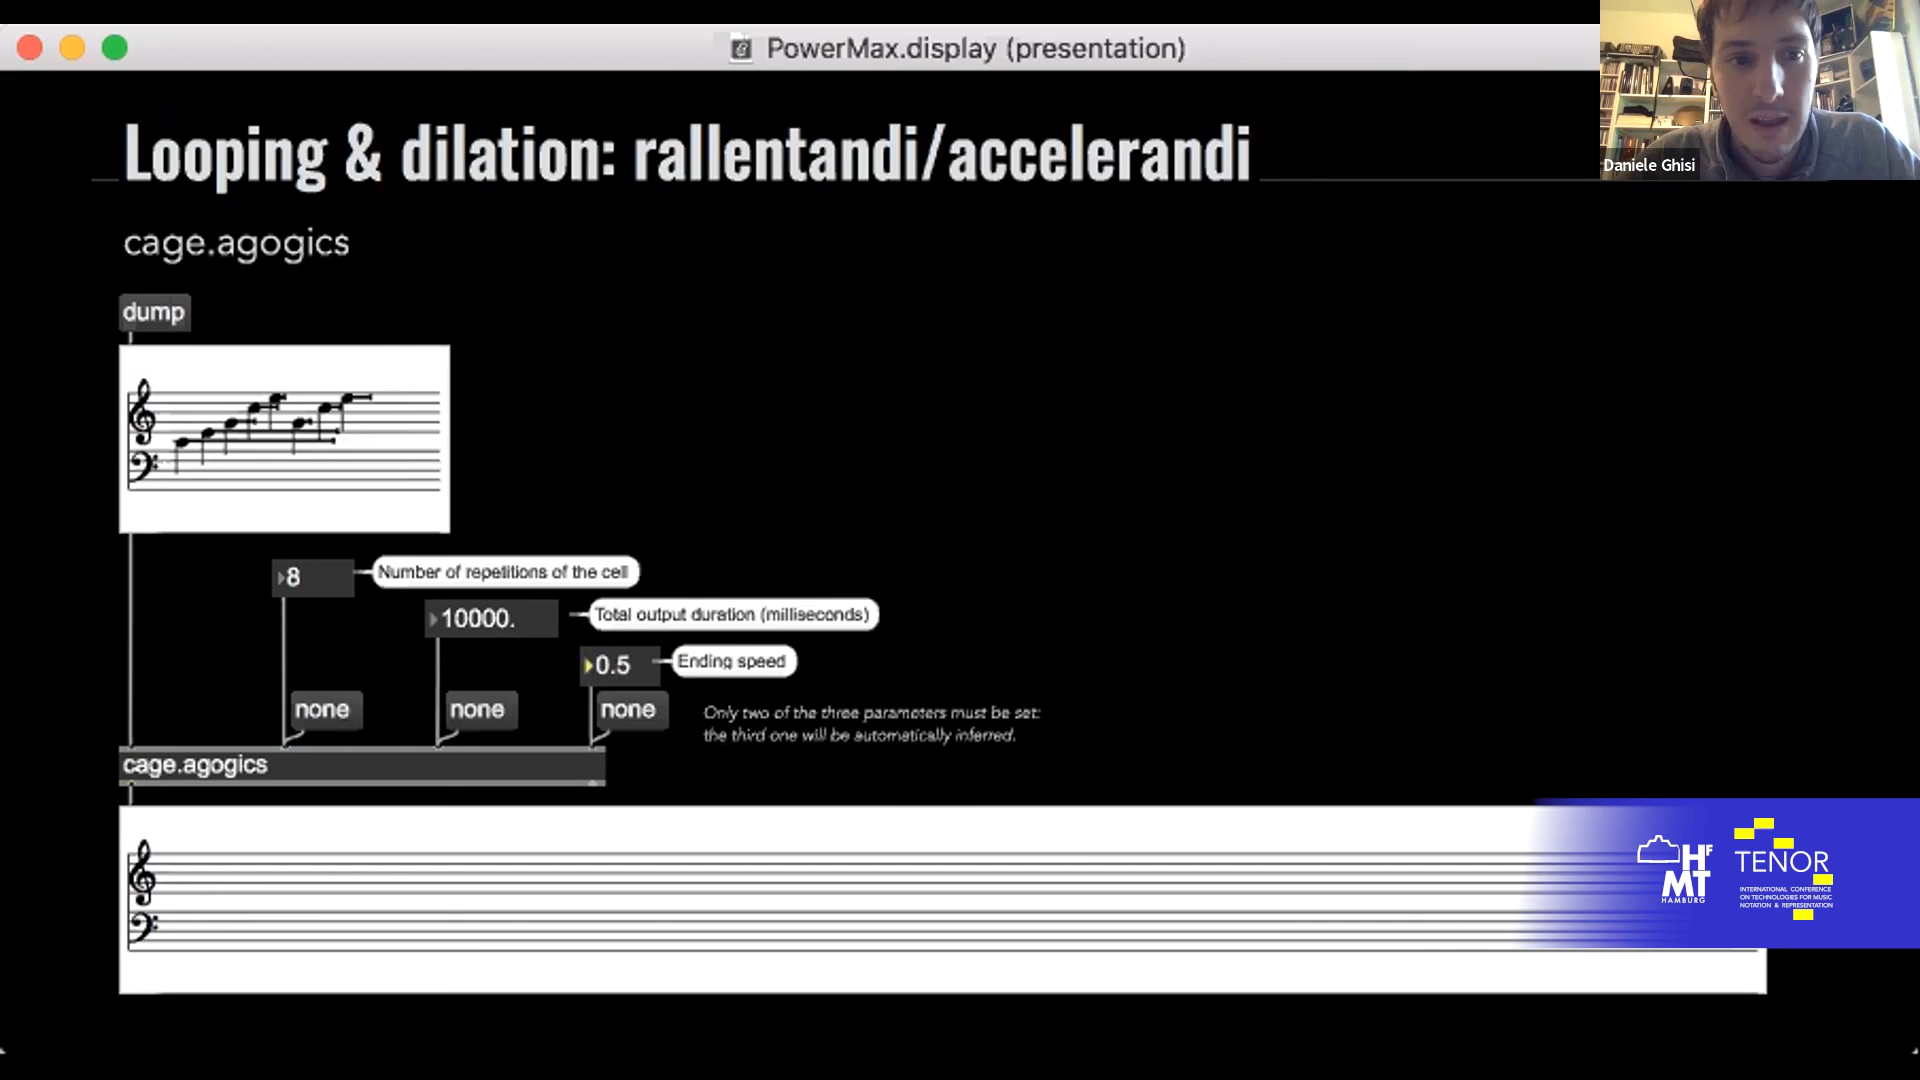 PowerMax.display (presentation)
Daniele Ghisi
Looping & dilation: rallentandi/accelerandi
cage.agogics
dump
8
Number of repetitions of the cell
10000.
Total output duration (milliseconds)
0.5
Ending speed
none
none
none
Only two of the three parameters must be set:
the third one will be automatically inferred.
cage.agogics
HF
MT
HAMBURG
TENOR
INTERNATIONAL CONFERENCE
ON TECHNOLOGIES FOR MUSIC
NOTATION & REPRESENTATION